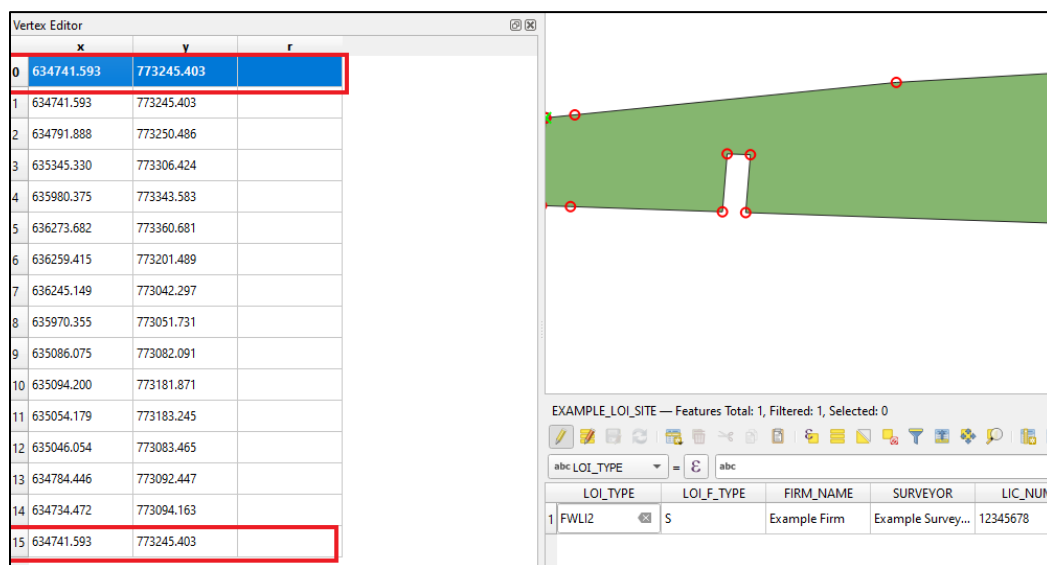 Vertex Editor
x y r
0 634741.593 773245.403
1 634741.593 773245.403
2 634791.888 773250.486
3 635345.330 773306.424
4 635980.375 773343.583
5 636273.682 773360.681
6 636259.415 773201.489
7 636245.149 773042.297
8 635970.355 773051.731
9 635086.075 773082.091
10 635094.200 773181.871
11 635054.179 773183.245
12 635046.054 773083.465
13 634784.446 773092.447
14 634734.472 773094.163
15 634741.593 773245.403
EXAMPLE_LOI_SITE — Features Total: 1, Filtered: 1, Selected: 0
abc LOI_TYPE = ε abc
LOI_TYPE LOI_F_TYPE FIRM_NAME SURVEYOR LIC_NUM
1 FWLI2 S Example Firm Example Survey... 12345678